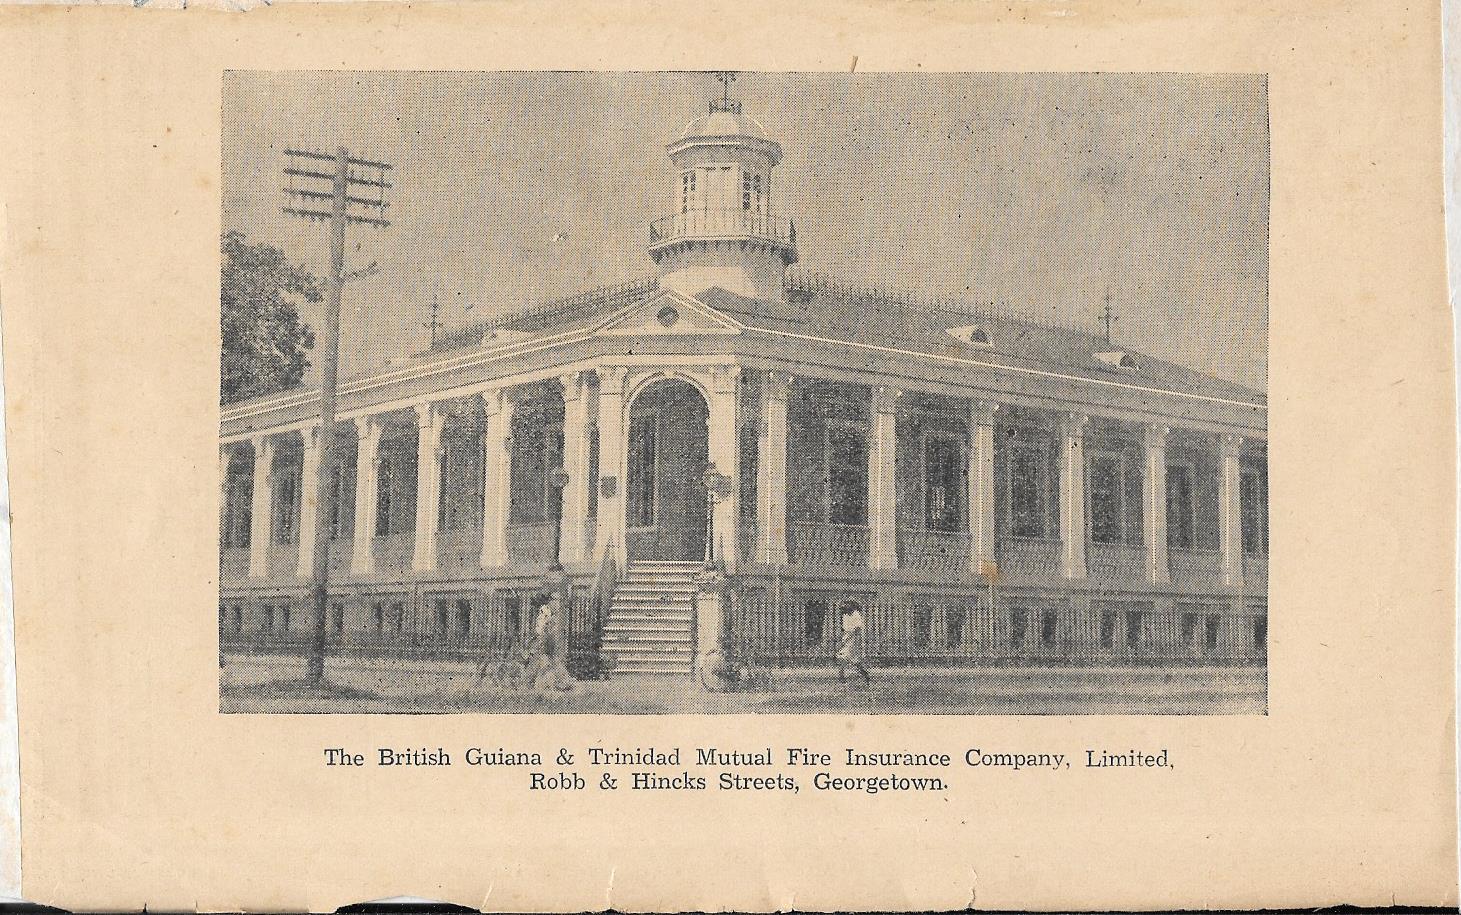 The British Guiana & Trinidad Mutual Fire Insurance Company, Limited,
Robb & Hincks Streets, Georgetown.